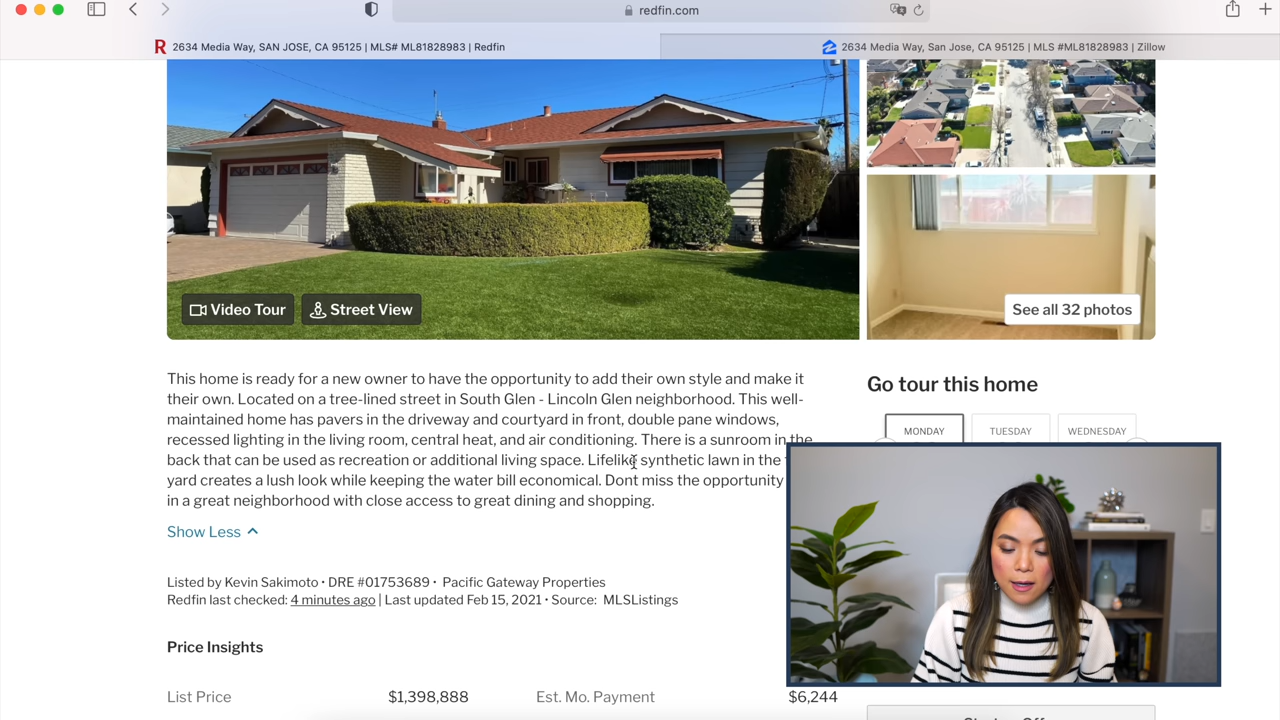 redfin.com
2634 Media Way, SAN JOSE, CA 95125 | MLS# ML81828983 | Redfin
2634 Media Way, San Jose, CA 95125 | MLS #ML81828983 | Zillow
Video Tour
Street View
See all 32 photos
This home is ready for a new owner to have the opportunity to add their own style and make it
their own. Located on a tree-lined street in South Glen - Lincoln Glen neighborhood. This well-
maintained home has pavers in the driveway and courtyard in front, double pane windows,
recessed lighting in the living room, central heat, and air conditioning. There is a sunroom in the
back that can be used as recreation or additional living space. Lifelike synthetic lawn in the
yard creates a lush look while keeping the water bill economical. Dont miss the opportunity
in a great neighborhood with close access to great dining and shopping.
Show Less
Listed by Kevin Sakimoto • DRE #01753689 • Pacific Gateway Properties
Redfin last checked: 4 minutes ago | Last updated Feb 15, 2021 • Source: MLSListings
Price Insights
List Price $1,398,888 Est. Mo. Payment $6,244
Go tour this home
MONDAY TUESDAY WEDNESDAY